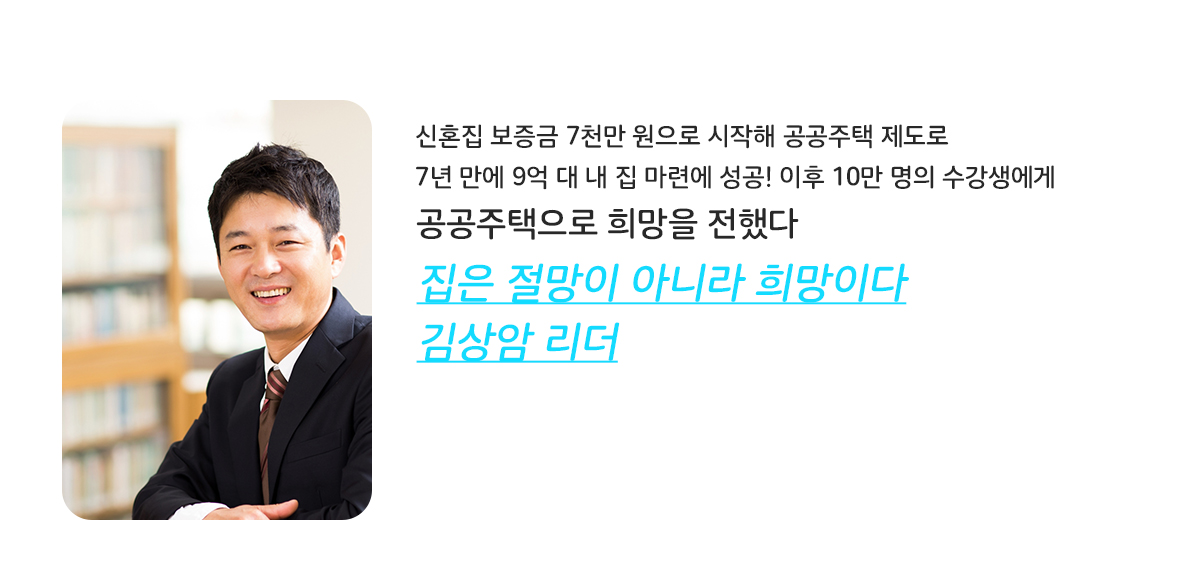 신혼집 보증금 7천만 원으로 시작해 공공주택 제도로
7년 만에 9억 대 내 집 마련에 성공! 이후 10만 명의 수강생에게
공공주택으로 희망을 전했다
집은 절망이 아니라 희망이다
김상암 리더